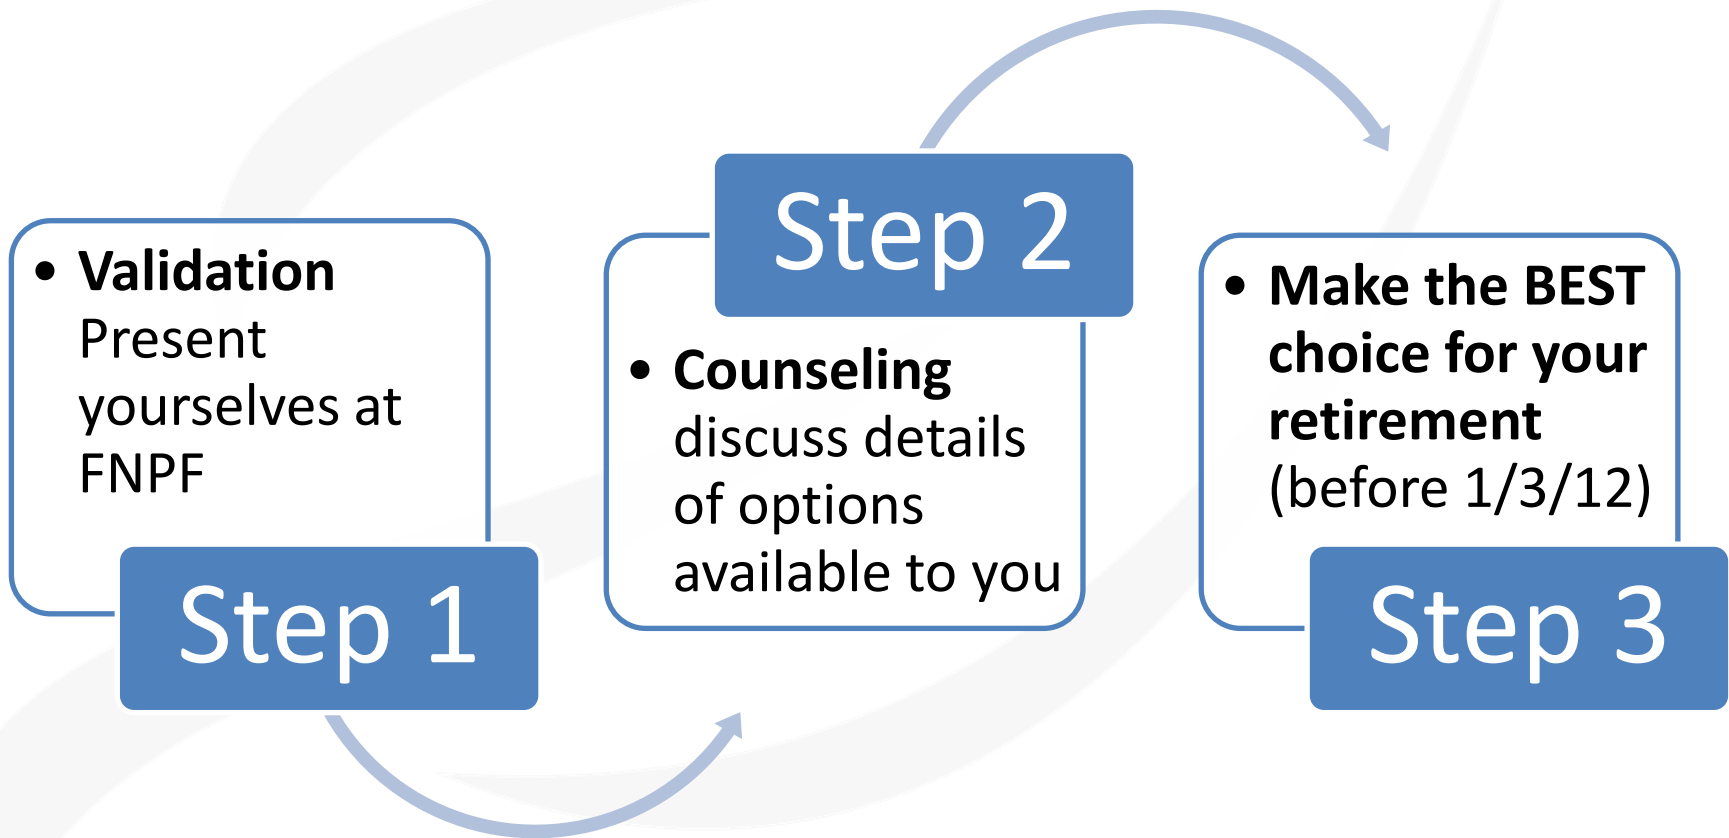 • Validation
Present
yourselves at
FNPF
Step 1
Step 2
• Counseling
discuss details
of options
available to you
• Make the BEST
choice for your
retirement
(before 1/3/12)
Step 3